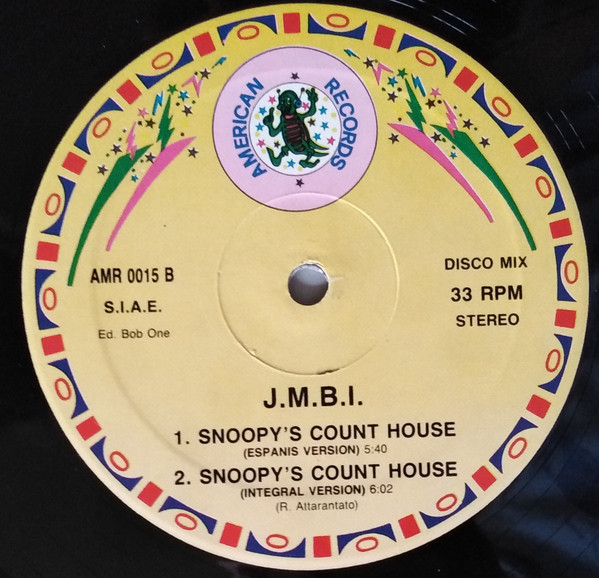 AMERICAN RECORDS
AMR 0015 B
S.I.A.E.
Ed. Bob One
DISCO MIX
33 RPM
STEREO
J.M.B.I.
1. SNOOPY'S COUNT HOUSE
(ESPANIS VERSION) 5:40
2. SNOOPY'S COUNT HOUSE
(INTEGRAL VERSION) 6:02
(R. Attarantato)